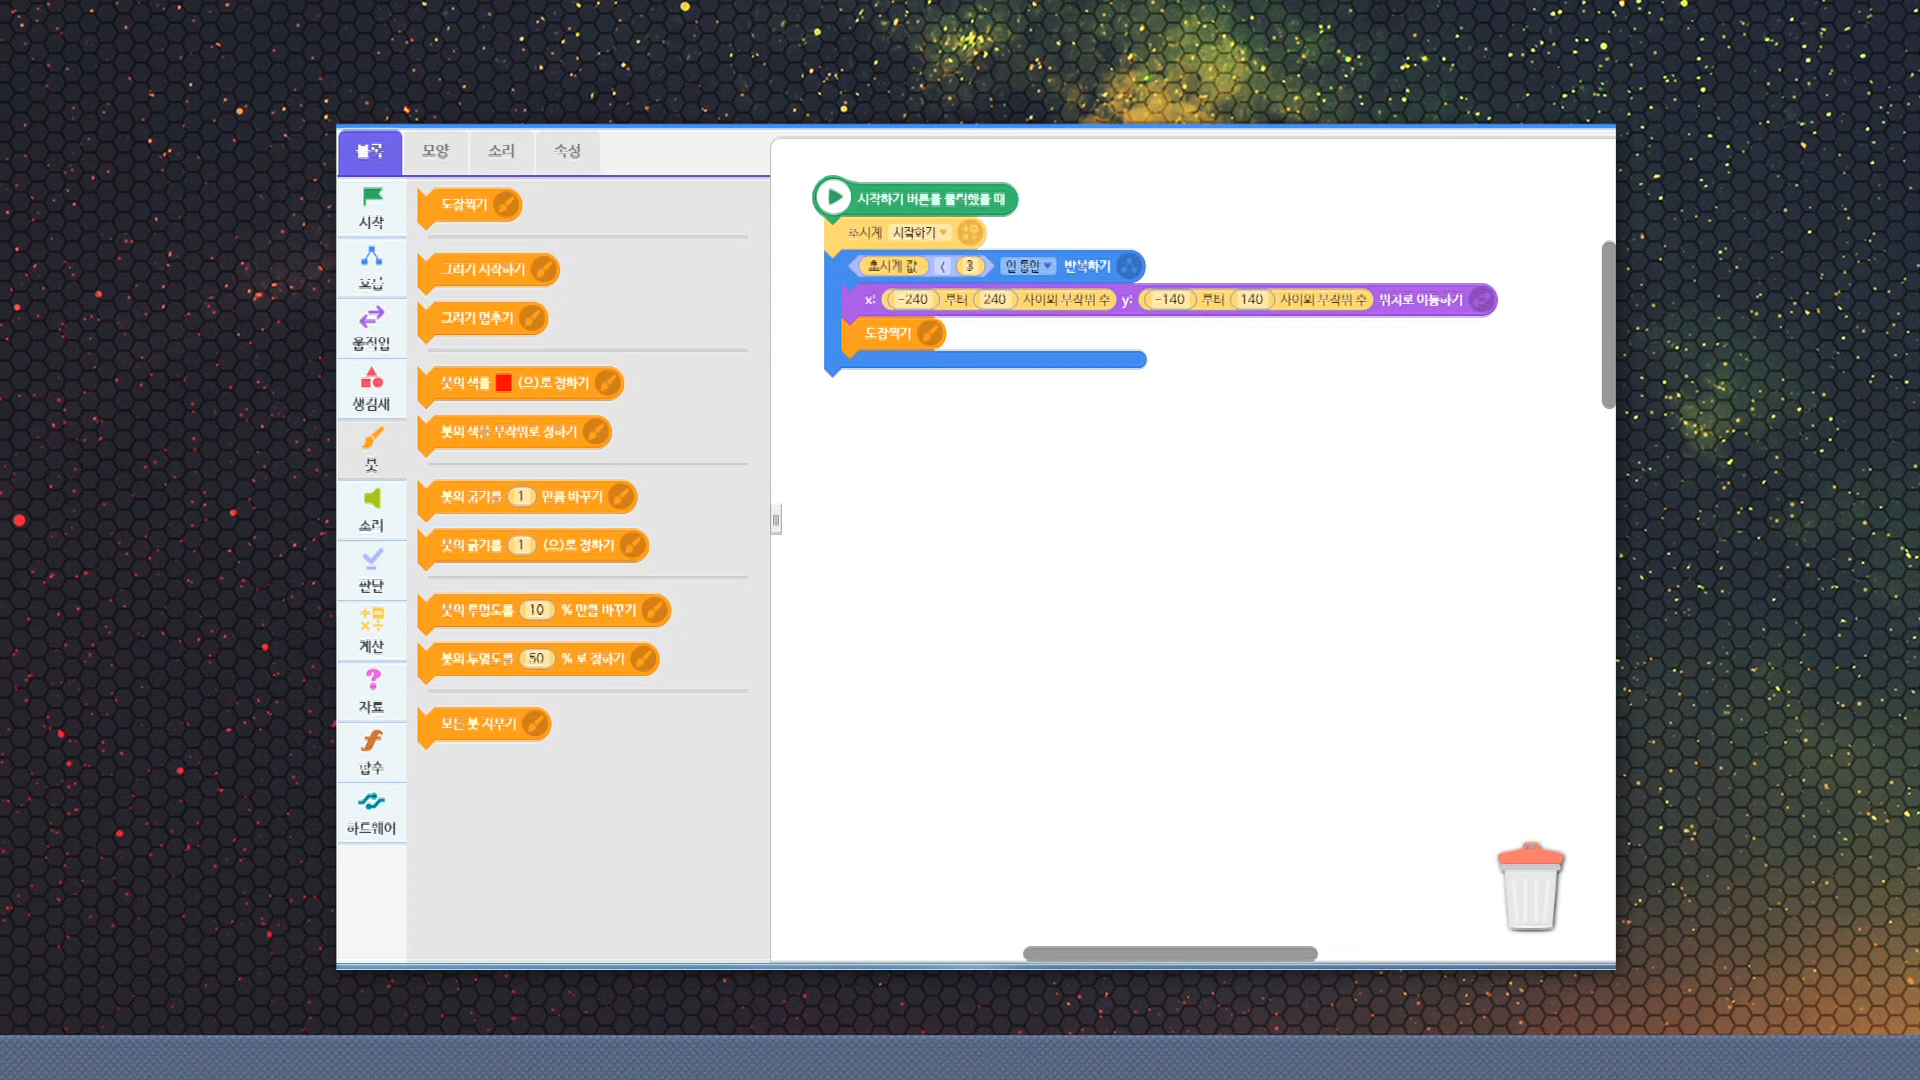 블록 모양 소리 속성
시작
흐름
움직임
생김새
붓
소리
판단
계산
자료
함수
하드웨어
도장찍기
그리기 시작하기
그리기 멈추기
붓의 색을 (으)로 정하기
붓의 색을 무작위로 정하기
붓의 굵기를 1 만큼 바꾸기
붓의 굵기를 1 (으)로 정하기
붓의 투명도를 10 % 만큼 바꾸기
붓의 투명도를 50 % 로 정하기
모든 붓 지우기
시작하기 버튼을 클릭했을 때
초시계 시작하기
초시계 값 < 3 인 동안 반복하기
x: -240 부터 240 사이의 무작위 수 y: -140 부터 140 사이의 무작위 수 위치로 이동하기
도장찍기